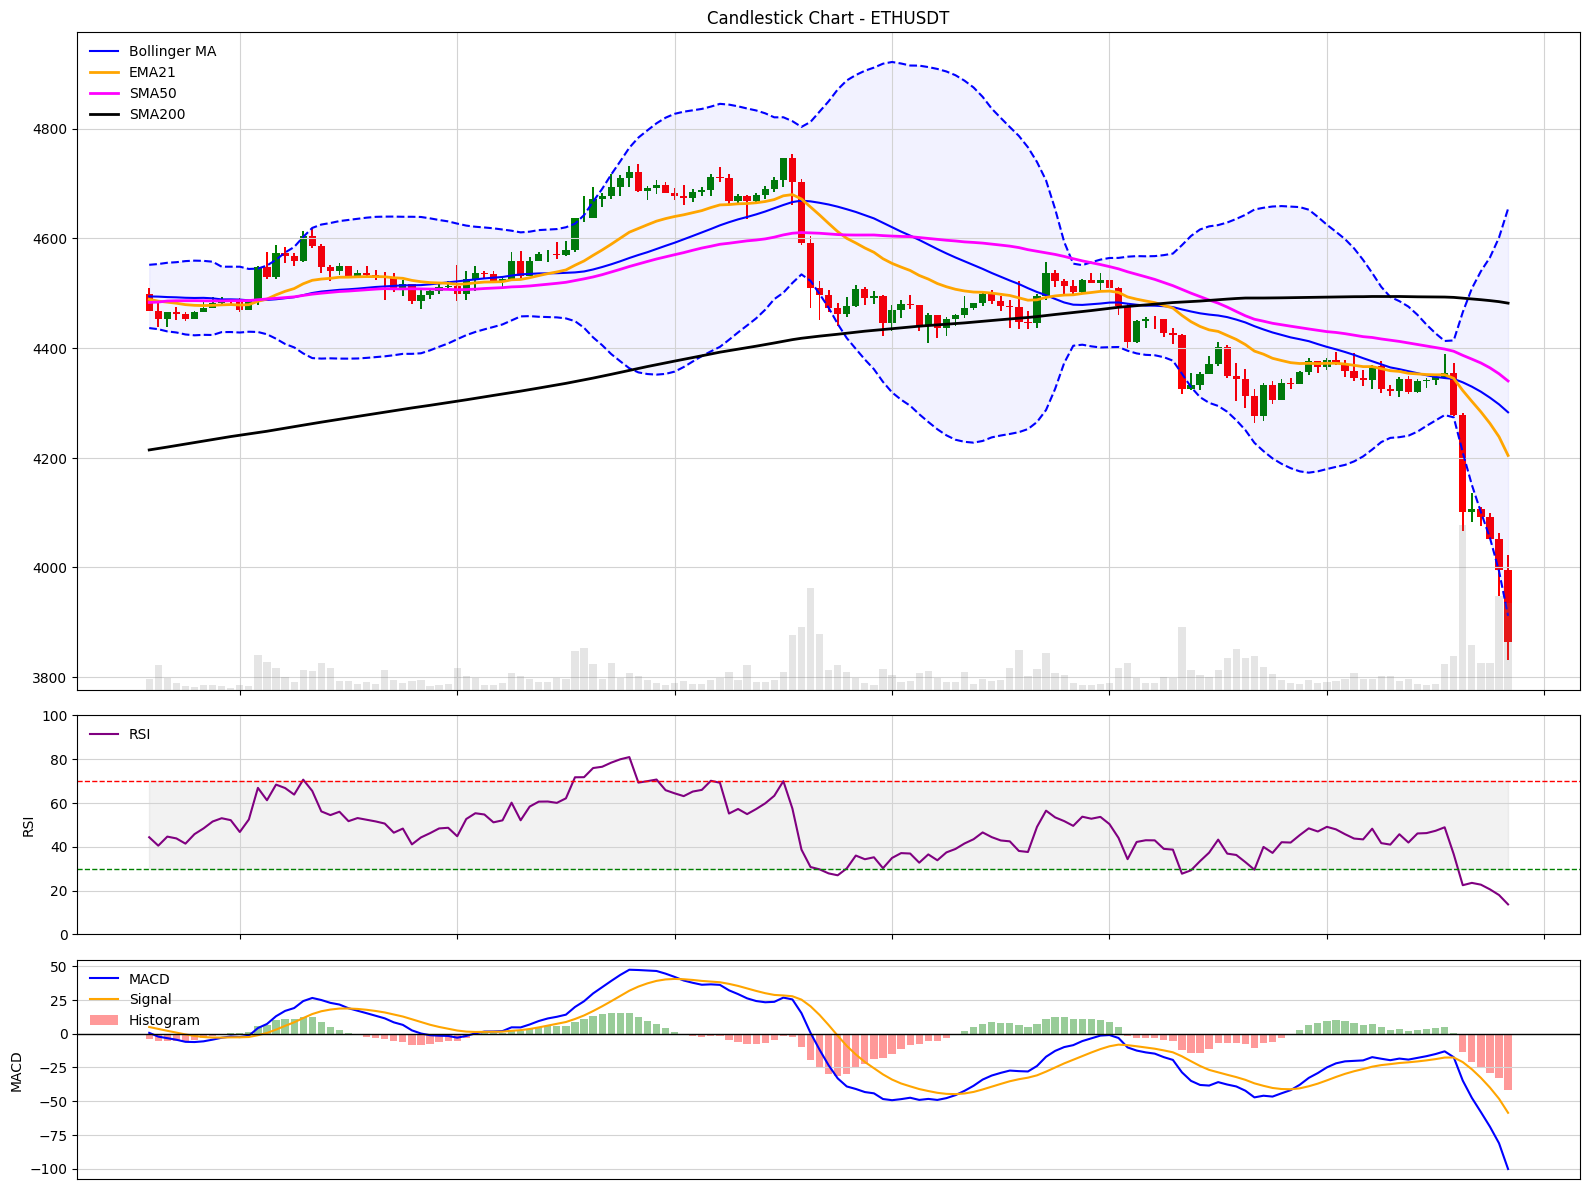 Candlestick Chart - ETHUSDT
Bollinger MA
EMA21
SMA50
SMA200
4800
4600
4400
4200
4000
3800
100
80
60
40
20
0
RSI
RSI
50
25
0
−25
−50
−75
−100
MACD
MACD
Signal
Histogram